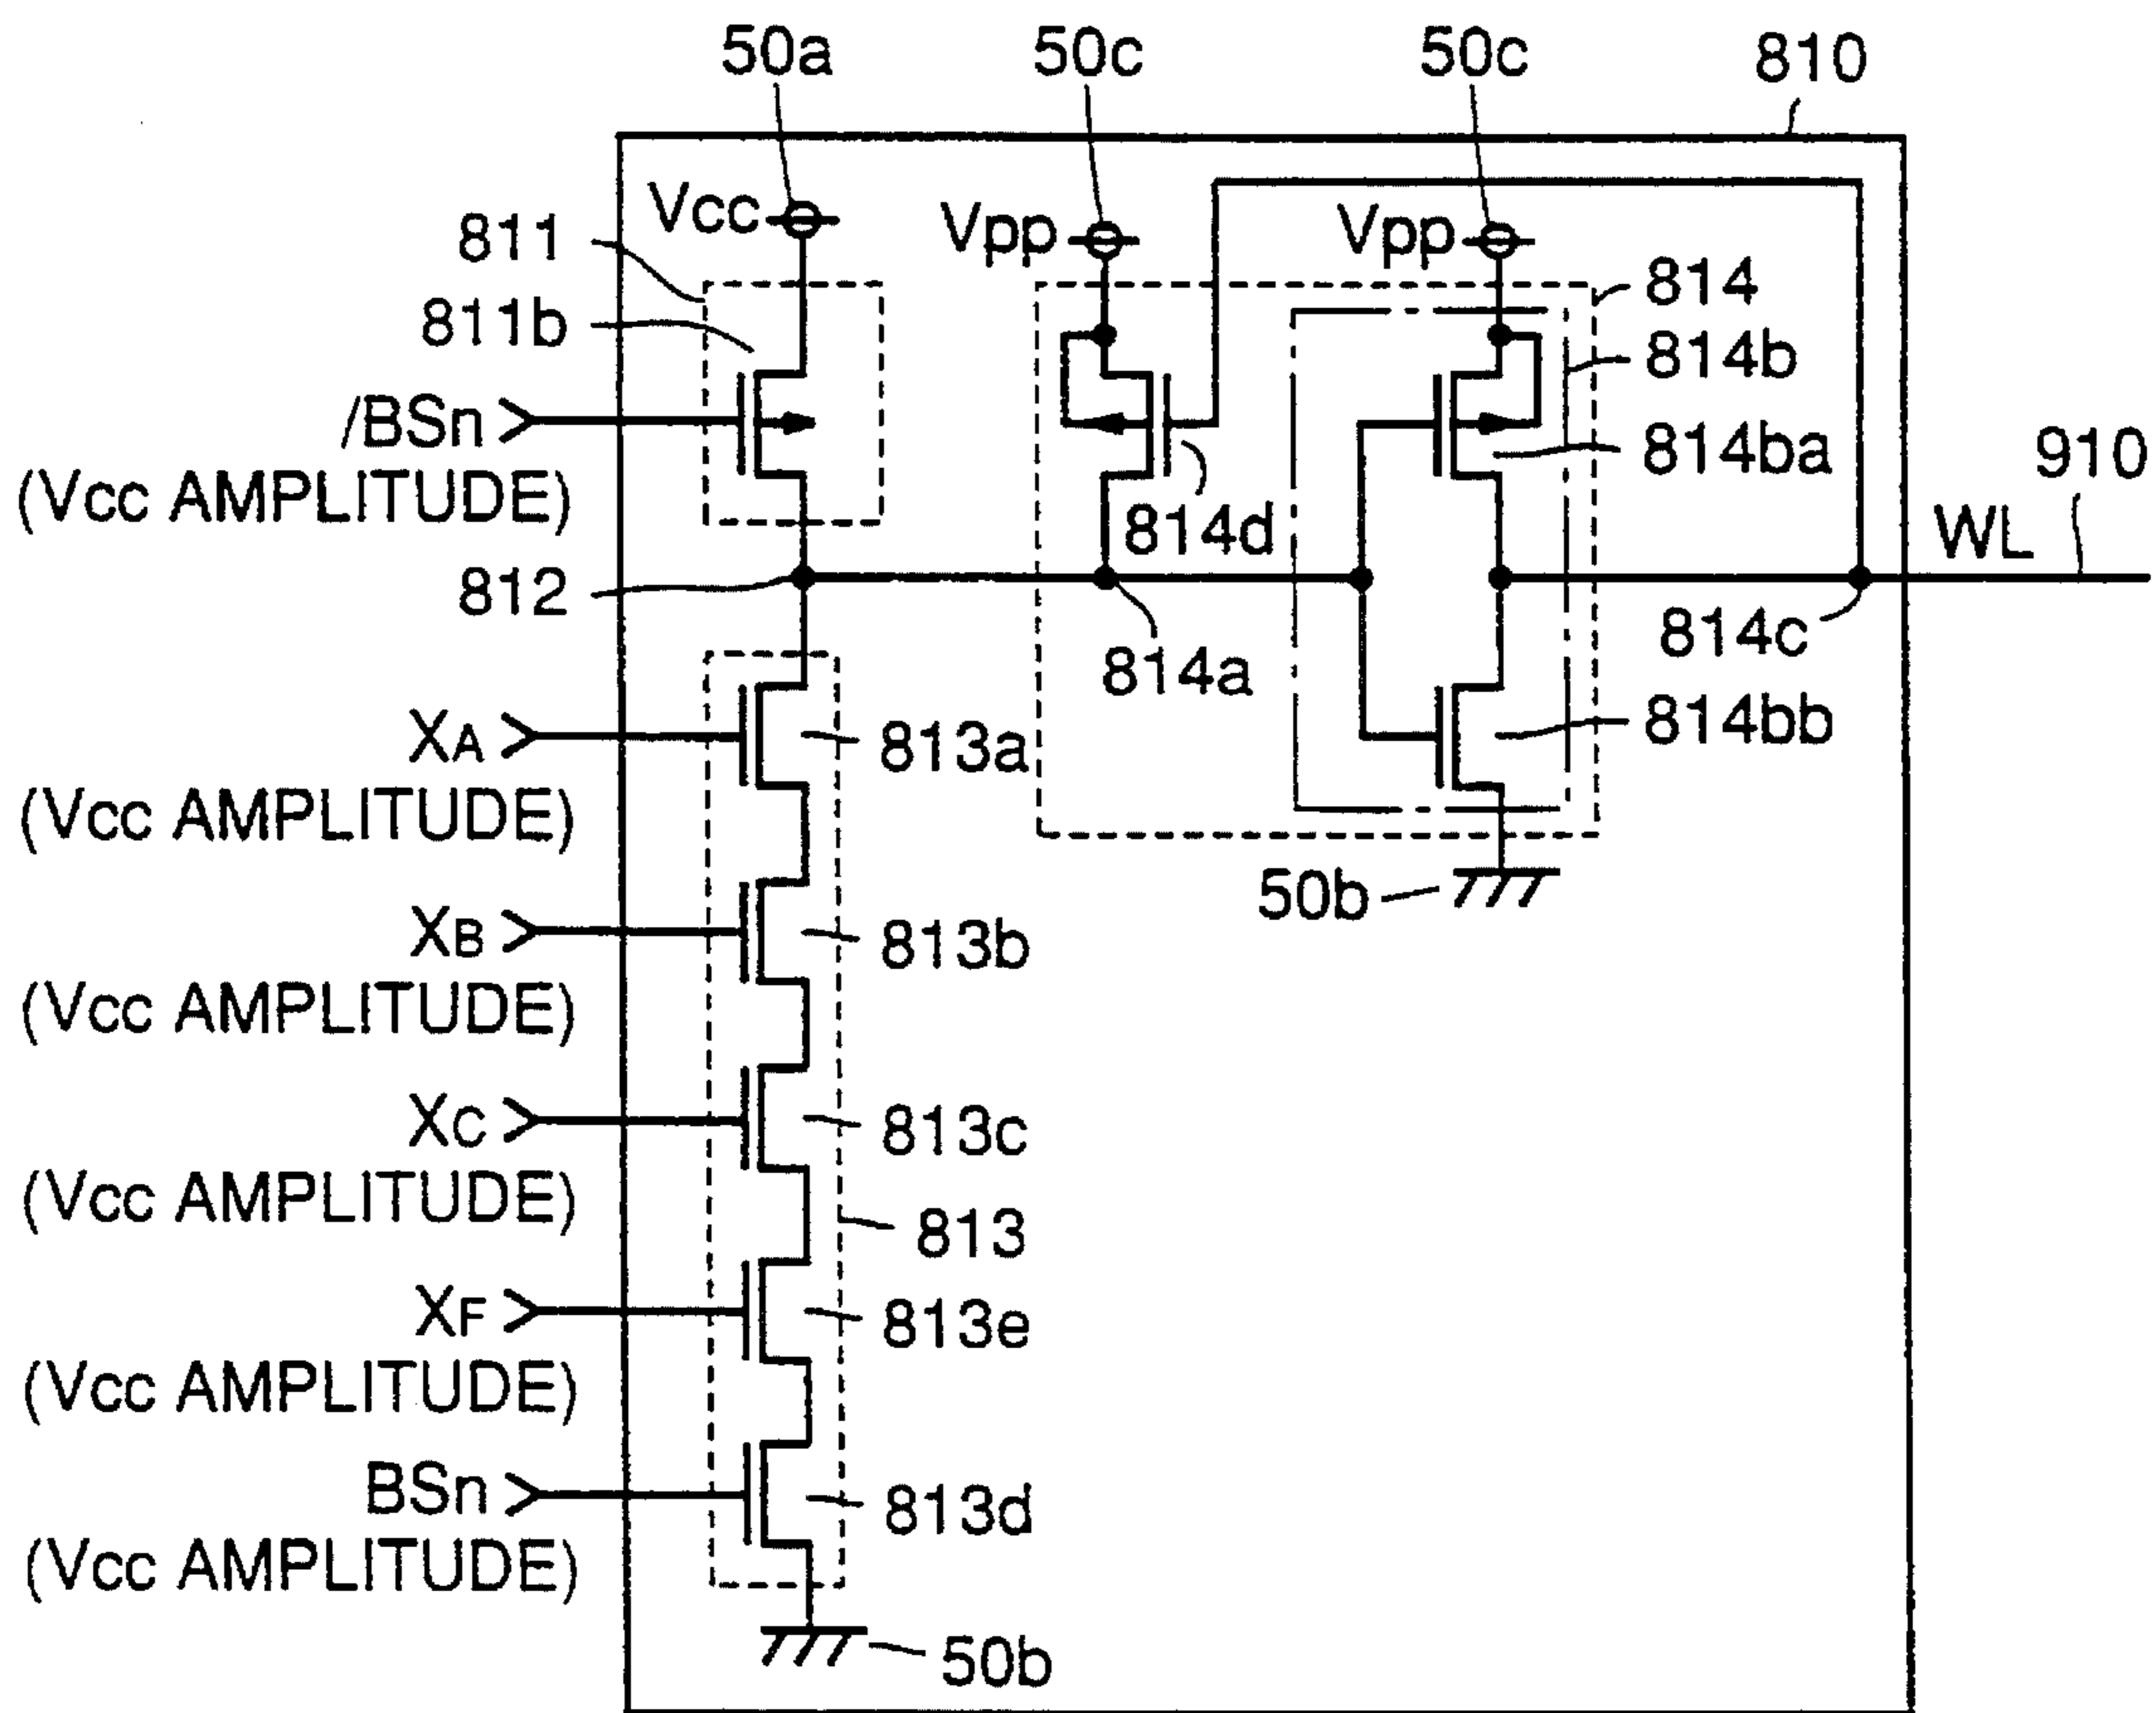 50a 50c 50c 810
Vcc Vpp Vpp
811
811b
814
814b
814ba
/BSn
(Vcc AMPLITUDE)
814d
910
WL
812
814a
814c
814bb
XA
(Vcc AMPLITUDE)
813a
50b
XB
(Vcc AMPLITUDE)
813b
XC
(Vcc AMPLITUDE)
813c
813
XF
(Vcc AMPLITUDE)
813e
BSn
(Vcc AMPLITUDE)
813d
50b